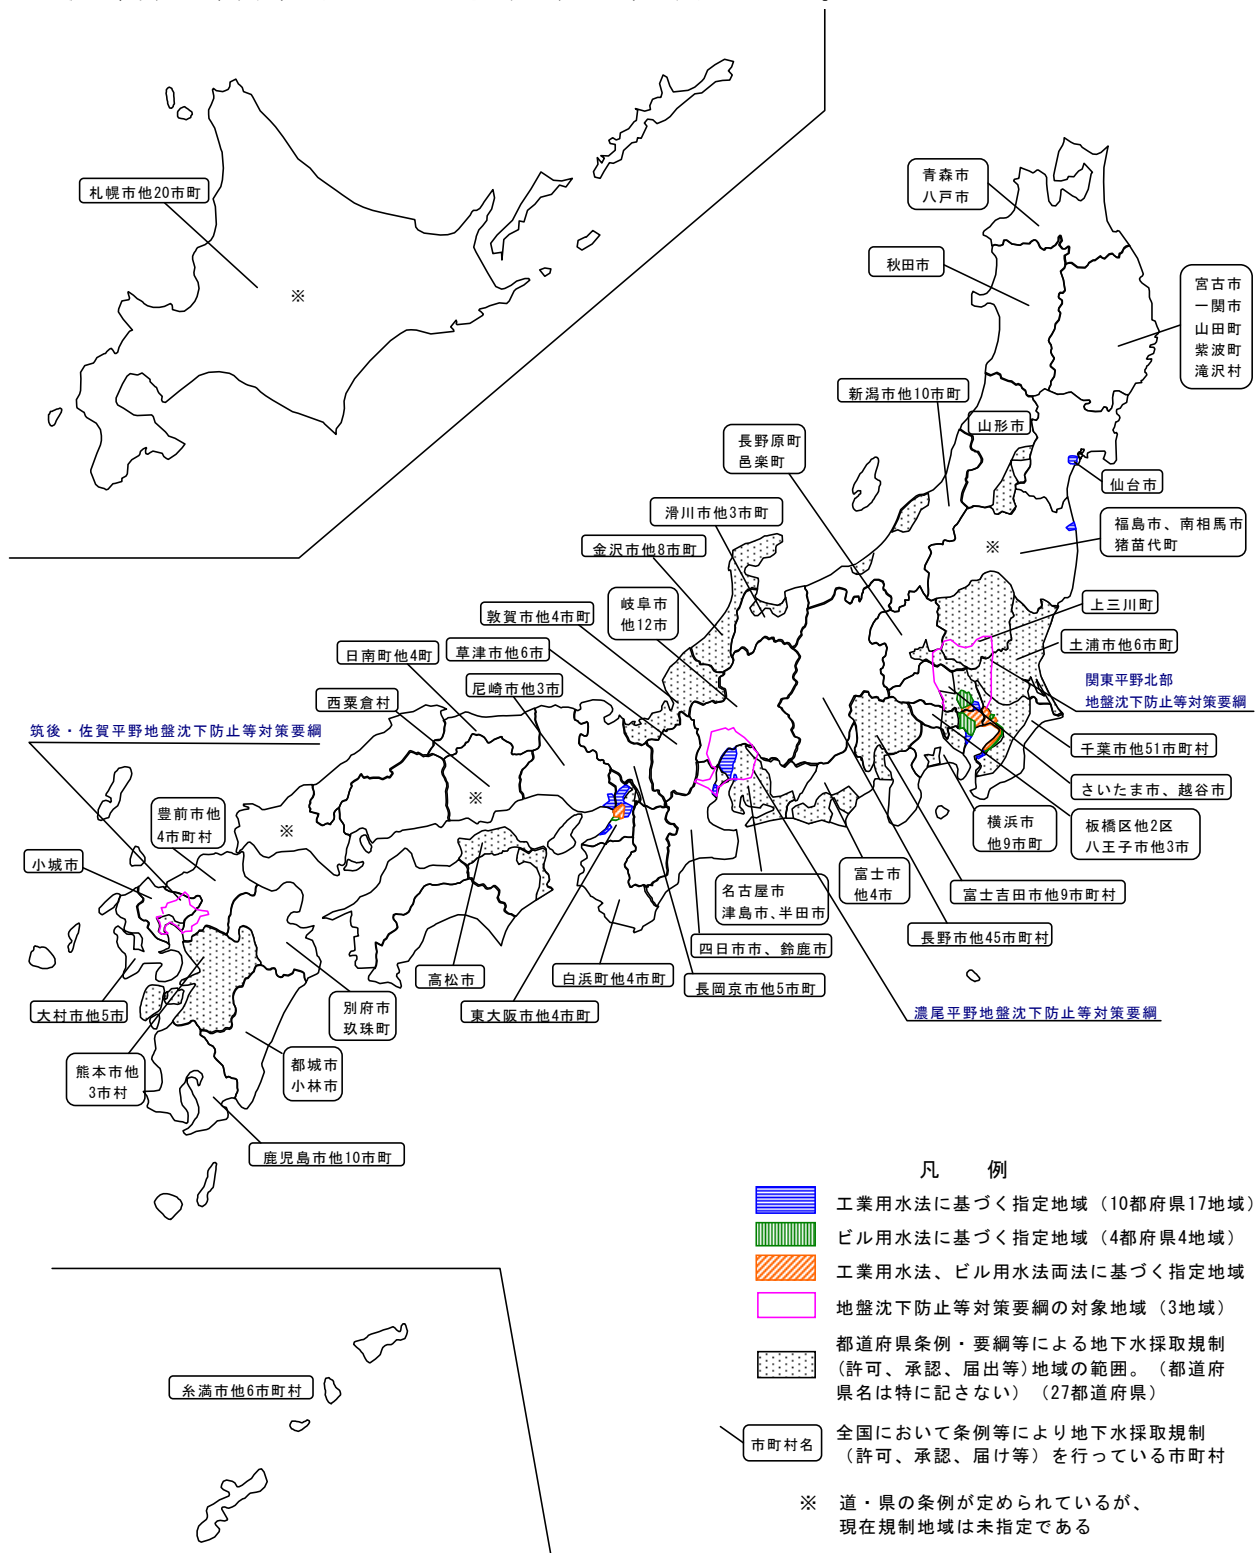 札幌市他20市町
※
青森市
八戸市
秋田市
宮古市
一関市
山田町
紫波町
滝沢村
新潟市他10市町
山形市
長野原町
邑楽町
仙台市
滑川市他3市町
福島市、南相馬市
猪苗代町
※
金沢市他8市町
岐阜市
他12市
敦賀市他4市町
上三川町
草津市他6市
土浦市他6市町
日南町他4町
関東平野北部
地盤沈下防止等対策要綱
尼崎市他3市
西粟倉村
筑後・佐賀平野地盤沈下防止等対策要綱
千葉市他51市町村
さいたま市、越谷市
※
豊前市他
4市町村
※
横浜市
他9市町
板橋区他2区
八王子市他3市
小城市
富士市
他4市
名古屋市
津島市、半田市
富士吉田市他9市町村
長野市他45市町村
四日市市、鈴鹿市
高松市
白浜町他4市町
長岡京市他5市町
大村市他5市
別府市
玖珠町
東大阪市他4市町
濃尾平野地盤沈下防止等対策要綱
熊本市他
3市村
都城市
小林市
鹿児島市他10市町
凡　例
工業用水法に基づく指定地域（10都府県17地域）
ビル用水法に基づく指定地域（4都府県4地域）
工業用水法、ビル用水法両法に基づく指定地域
地盤沈下防止等対策要綱の対象地域（3地域）
都道府県条例・要綱等による地下水採取規制
(許可、承認、届出等)地域の範囲。（都道府
県名は特に記さない）（27都道府県）
糸満市他6市町村
市町村名
全国において条例等により地下水採取規制
（許可、承認、届け等）を行っている市町村
※　道・県の条例が定められているが、
現在規制地域は未指定である